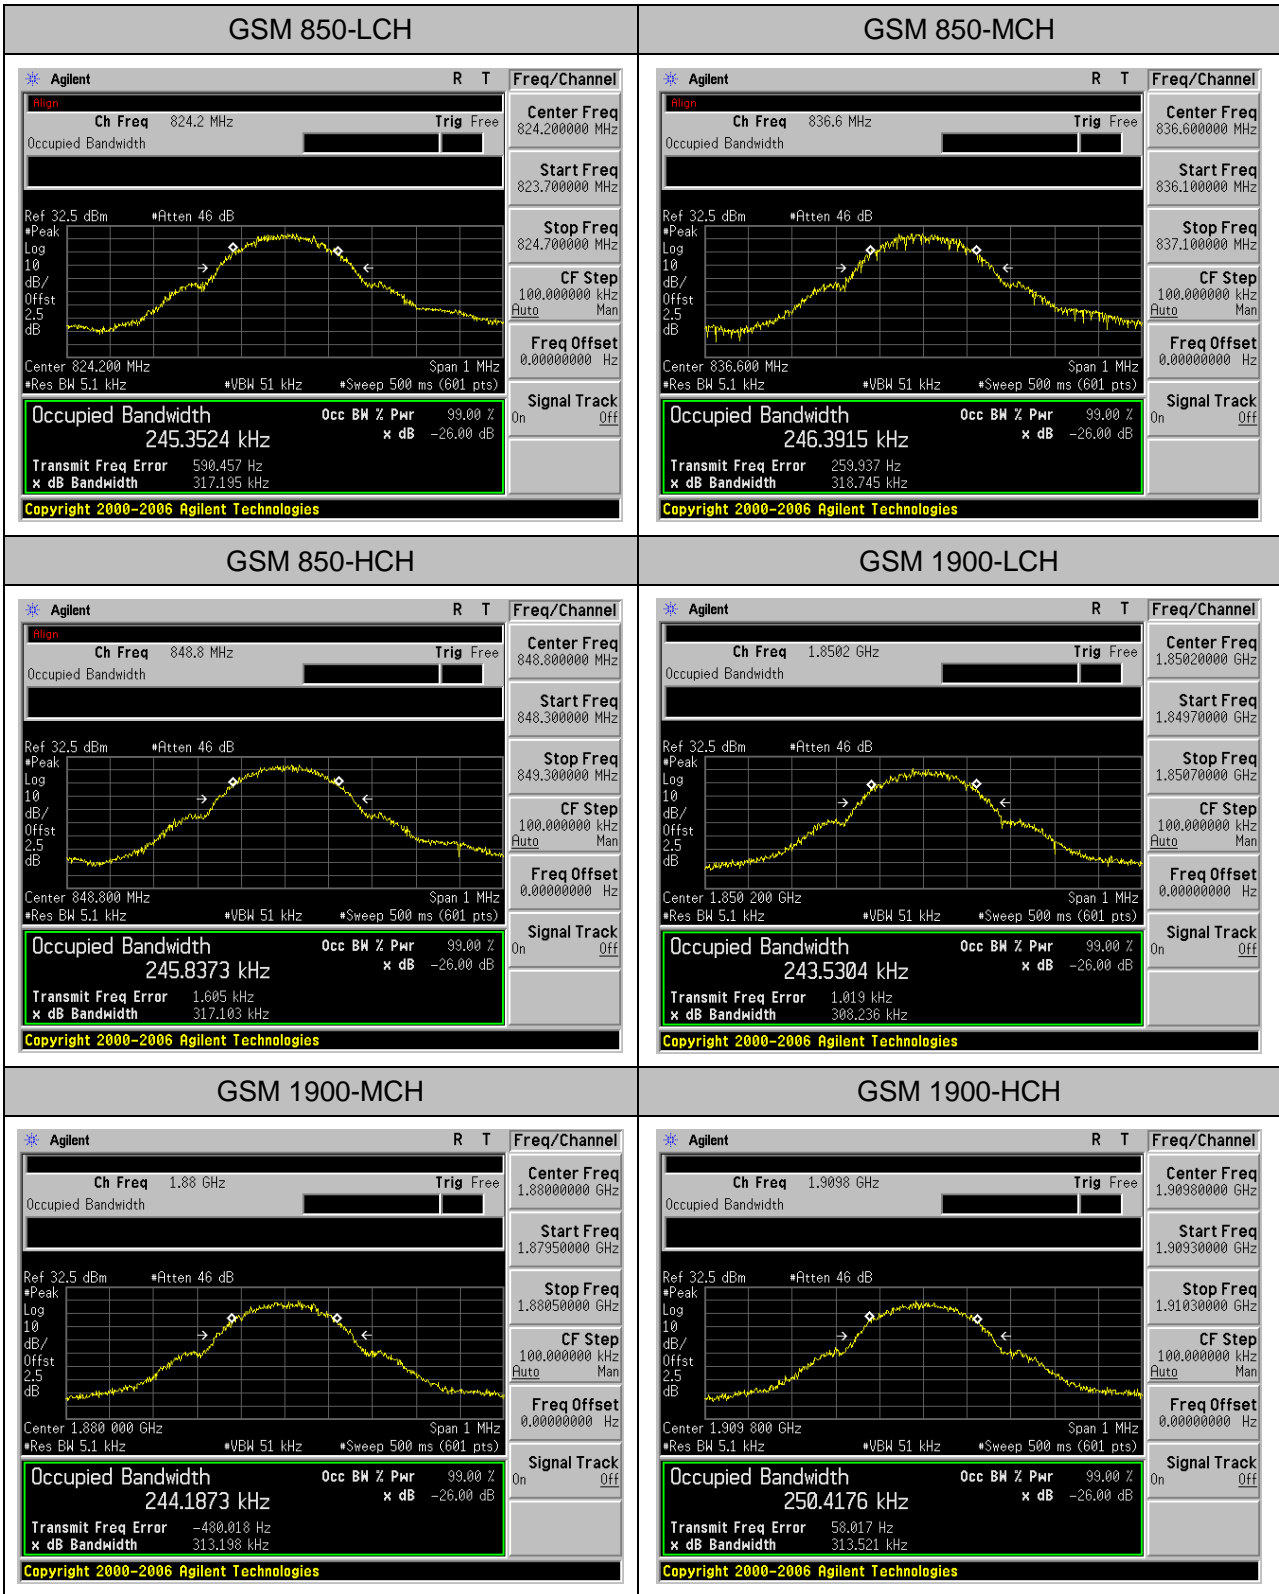 GSM 850-LCH
GSM 850-MCH
Agilent R T Freq/Channel
Align
Ch Freq 824.2 MHz Trig Free
Occupied Bandwidth
Center Freq
824.200000 MHz
Start Freq
823.700000 MHz
Stop Freq
824.700000 MHz
CF Step
100.000000 kHz
Auto Man
Freq Offset
0.00000000 Hz
Signal Track
On Off
Ref 32.5 dBm #Atten 46 dB
#Peak
Log
10
dB/
Offst
2.5
dB
Center 824.200 MHz Span 1 MHz
#Res BW 5.1 kHz #VBW 51 kHz #Sweep 500 ms (601 pts)
Occupied Bandwidth Occ BW % Pwr 99.00 %
245.3524 kHz x dB -26.00 dB
Transmit Freq Error 590.457 Hz
x dB Bandwidth 317.195 kHz
Copyright 2000-2006 Agilent Technologies
Agilent R T Freq/Channel
Align
Ch Freq 836.6 MHz Trig Free
Occupied Bandwidth
Center Freq
836.600000 MHz
Start Freq
836.100000 MHz
Stop Freq
837.100000 MHz
CF Step
100.000000 kHz
Auto Man
Freq Offset
0.00000000 Hz
Signal Track
On Off
Ref 32.5 dBm #Atten 46 dB
#Peak
Log
10
dB/
Offst
2.5
dB
Center 836.600 MHz Span 1 MHz
#Res BW 5.1 kHz #VBW 51 kHz #Sweep 500 ms (601 pts)
Occupied Bandwidth Occ BW % Pwr 99.00 %
246.3915 kHz x dB -26.00 dB
Transmit Freq Error 259.937 Hz
x dB Bandwidth 318.745 kHz
Copyright 2000-2006 Agilent Technologies
GSM 850-HCH
GSM 1900-LCH
Agilent R T Freq/Channel
Align
Ch Freq 848.8 MHz Trig Free
Occupied Bandwidth
Center Freq
848.800000 MHz
Start Freq
848.300000 MHz
Stop Freq
849.300000 MHz
CF Step
100.000000 kHz
Auto Man
Freq Offset
0.00000000 Hz
Signal Track
On Off
Ref 32.5 dBm #Atten 46 dB
#Peak
Log
10
dB/
Offst
2.5
dB
Center 848.800 MHz Span 1 MHz
#Res BW 5.1 kHz #VBW 51 kHz #Sweep 500 ms (601 pts)
Occupied Bandwidth Occ BW % Pwr 99.00 %
245.8373 kHz x dB -26.00 dB
Transmit Freq Error 1.605 kHz
x dB Bandwidth 317.103 kHz
Copyright 2000-2006 Agilent Technologies
Agilent R T Freq/Channel
Ch Freq 1.8502 GHz Trig Free
Occupied Bandwidth
Center Freq
1.85020000 GHz
Start Freq
1.84970000 GHz
Stop Freq
1.85070000 GHz
CF Step
100.000000 kHz
Auto Man
Freq Offset
0.00000000 Hz
Signal Track
On Off
Ref 32.5 dBm #Atten 46 dB
#Peak
Log
10
dB/
Offst
2.5
dB
Center 1.850 200 GHz Span 1 MHz
#Res BW 5.1 kHz #VBW 51 kHz #Sweep 500 ms (601 pts)
Occupied Bandwidth Occ BW % Pwr 99.00 %
243.5304 kHz x dB -26.00 dB
Transmit Freq Error 1.019 kHz
x dB Bandwidth 308.236 kHz
Copyright 2000-2006 Agilent Technologies
GSM 1900-MCH
GSM 1900-HCH
Agilent R T Freq/Channel
Ch Freq 1.88 GHz Trig Free
Occupied Bandwidth
Center Freq
1.88000000 GHz
Start Freq
1.87950000 GHz
Stop Freq
1.88050000 GHz
CF Step
100.000000 kHz
Auto Man
Freq Offset
0.00000000 Hz
Signal Track
On Off
Ref 32.5 dBm #Atten 46 dB
#Peak
Log
10
dB/
Offst
2.5
dB
Center 1.880 000 GHz Span 1 MHz
#Res BW 5.1 kHz #VBW 51 kHz #Sweep 500 ms (601 pts)
Occupied Bandwidth Occ BW % Pwr 99.00 %
244.1873 kHz x dB -26.00 dB
Transmit Freq Error -480.018 Hz
x dB Bandwidth 313.198 kHz
Copyright 2000-2006 Agilent Technologies
Agilent R T Freq/Channel
Ch Freq 1.9098 GHz Trig Free
Occupied Bandwidth
Center Freq
1.90980000 GHz
Start Freq
1.90930000 GHz
Stop Freq
1.91030000 GHz
CF Step
100.000000 kHz
Auto Man
Freq Offset
0.00000000 Hz
Signal Track
On Off
Ref 32.5 dBm #Atten 46 dB
#Peak
Log
10
dB/
Offst
2.5
dB
Center 1.909 800 GHz Span 1 MHz
#Res BW 5.1 kHz #VBW 51 kHz #Sweep 500 ms (601 pts)
Occupied Bandwidth Occ BW % Pwr 99.00 %
250.4176 kHz x dB -26.00 dB
Transmit Freq Error 58.017 Hz
x dB Bandwidth 313.521 kHz
Copyright 2000-2006 Agilent Technologies